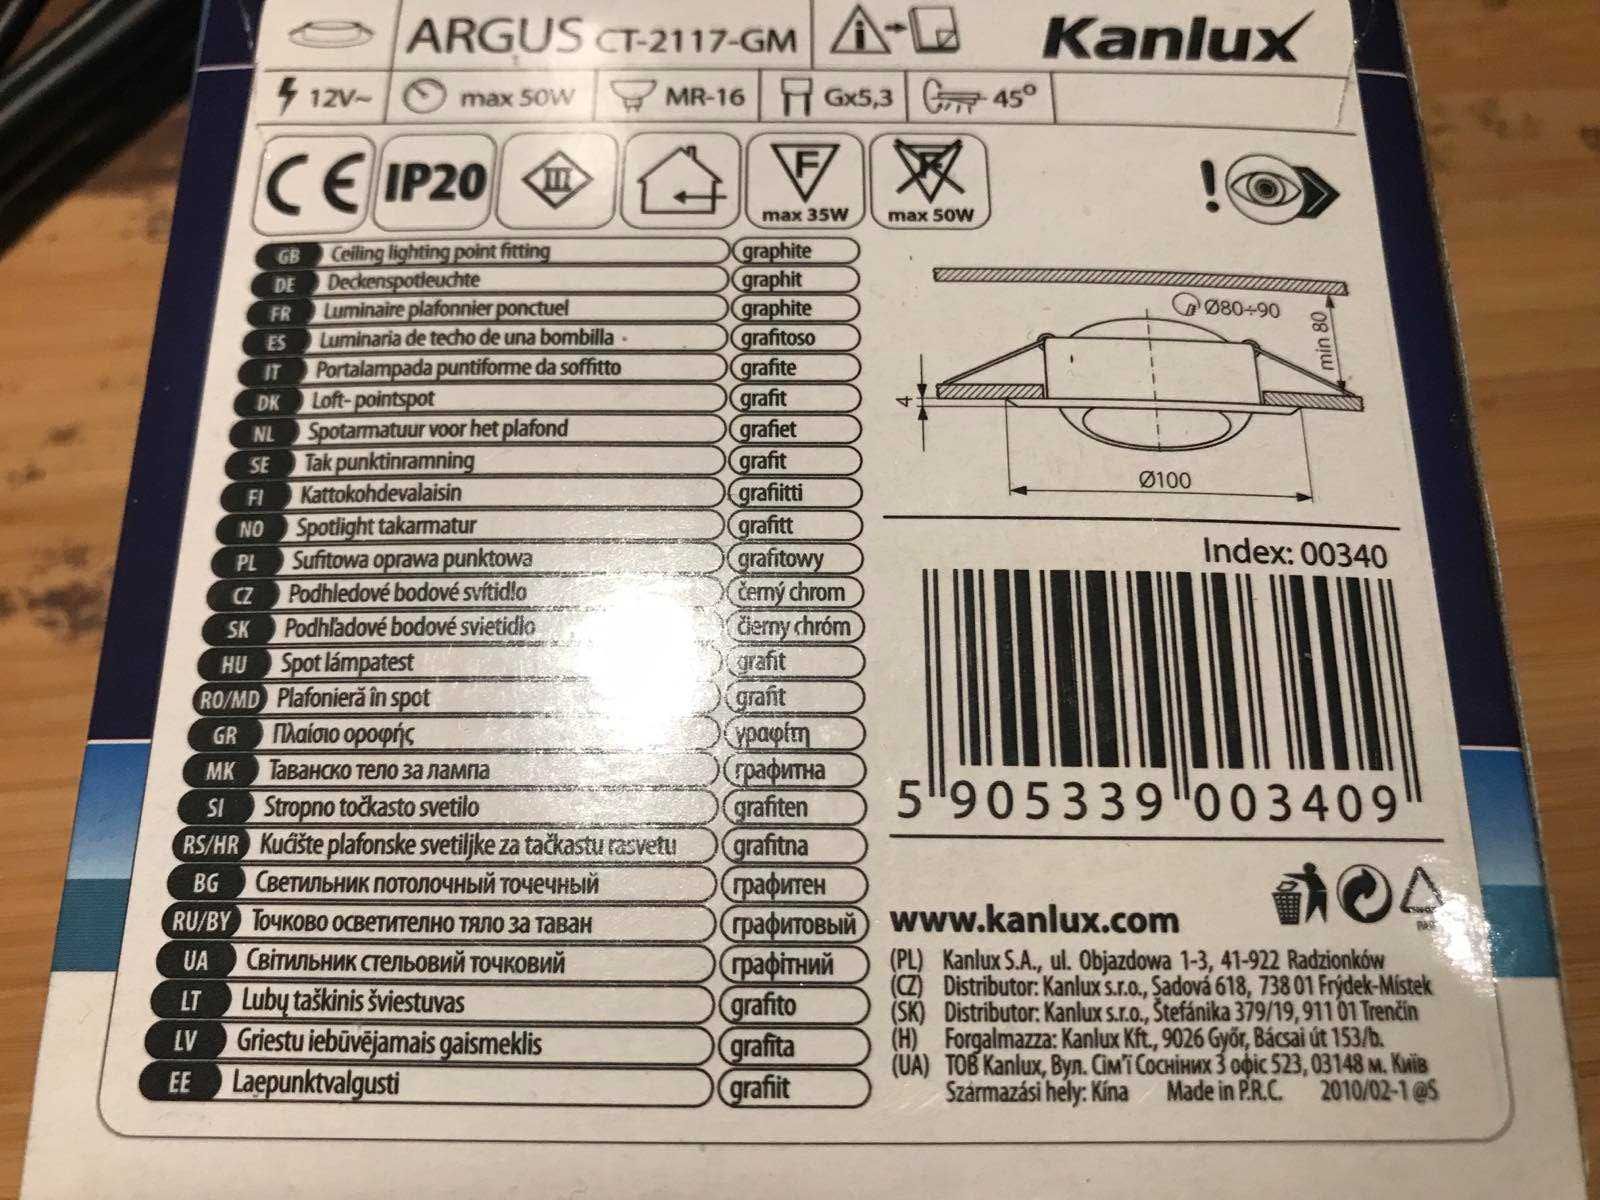 ARGUS CT-2117-GM
Kanlux
12V~ max 50W MR-16 Gx5,3 45°
CE IP20 III F max 35W F max 50W
GB Ceiling lighting point fitting graphite
DE Deckenspotleuchte graphit
FR Luminaire plafonnier ponctuel graphite
ES Luminaria de techo de una bombilla grafitoso
IT Portalampada puntiforme da soffitto grafite
DK Loft- pointspot grafit
NL Spotarmatuur voor het plafond grafiet
SE Tak punktinramning grafit
FI Kattokohdevalaisin grafiitti
NO Spotlight takarmatur grafitt
PL Sufitowa oprawa punktowa grafitowy
CZ Podhledové bodové svítidlo černý chrom
SK Podhľadové bodové svietidlo čierny chróm
HU Spot lámpatest grafit
RO/MD Plafonieră în spot grafit
GR Πλαίσιο οροφής γραφίτη
MK Таванско тело за лампа графитна
SI Stropno točkasto svetilo grafiten
RS/HR Kućište plafonske svetiljke za tačkastu rasvetu grafitna
BG Светильник потолочный точечный графитен
RU/BY Точково осветително тяло за таван графитовый
UA Світильник стельовий точковий графітний
LT Lubų taškinis šviestuvas grafito
LV Griestu iebūvējamais gaismeklis grafīta
EE Laepunktvalgusti grafiit
!
Ø80÷90
min 80
4
Ø100
Index: 00340
5 905339 003409
www.kanlux.com
(PL) Kanlux S.A., ul. Objazdowa 1-3, 41-922 Radzionków
(CZ) Distributor: Kanlux s.r.o., Sadová 618, 738 01 Frýdek-Místek
(SK) Distributor: Kanlux s.r.o., Štefánika 379/19, 911 01 Trenčín
(H) Forgalmazza: Kanlux Kft., 9026 Győr, Bácsai út 153/b.
(UA) ТОВ Kanlux, Вул. Сім'ї Сосніних 3 офіс 523, 03148 м. Київ
Származási hely: Kína Made in P.R.C. 2010/02-1 @S